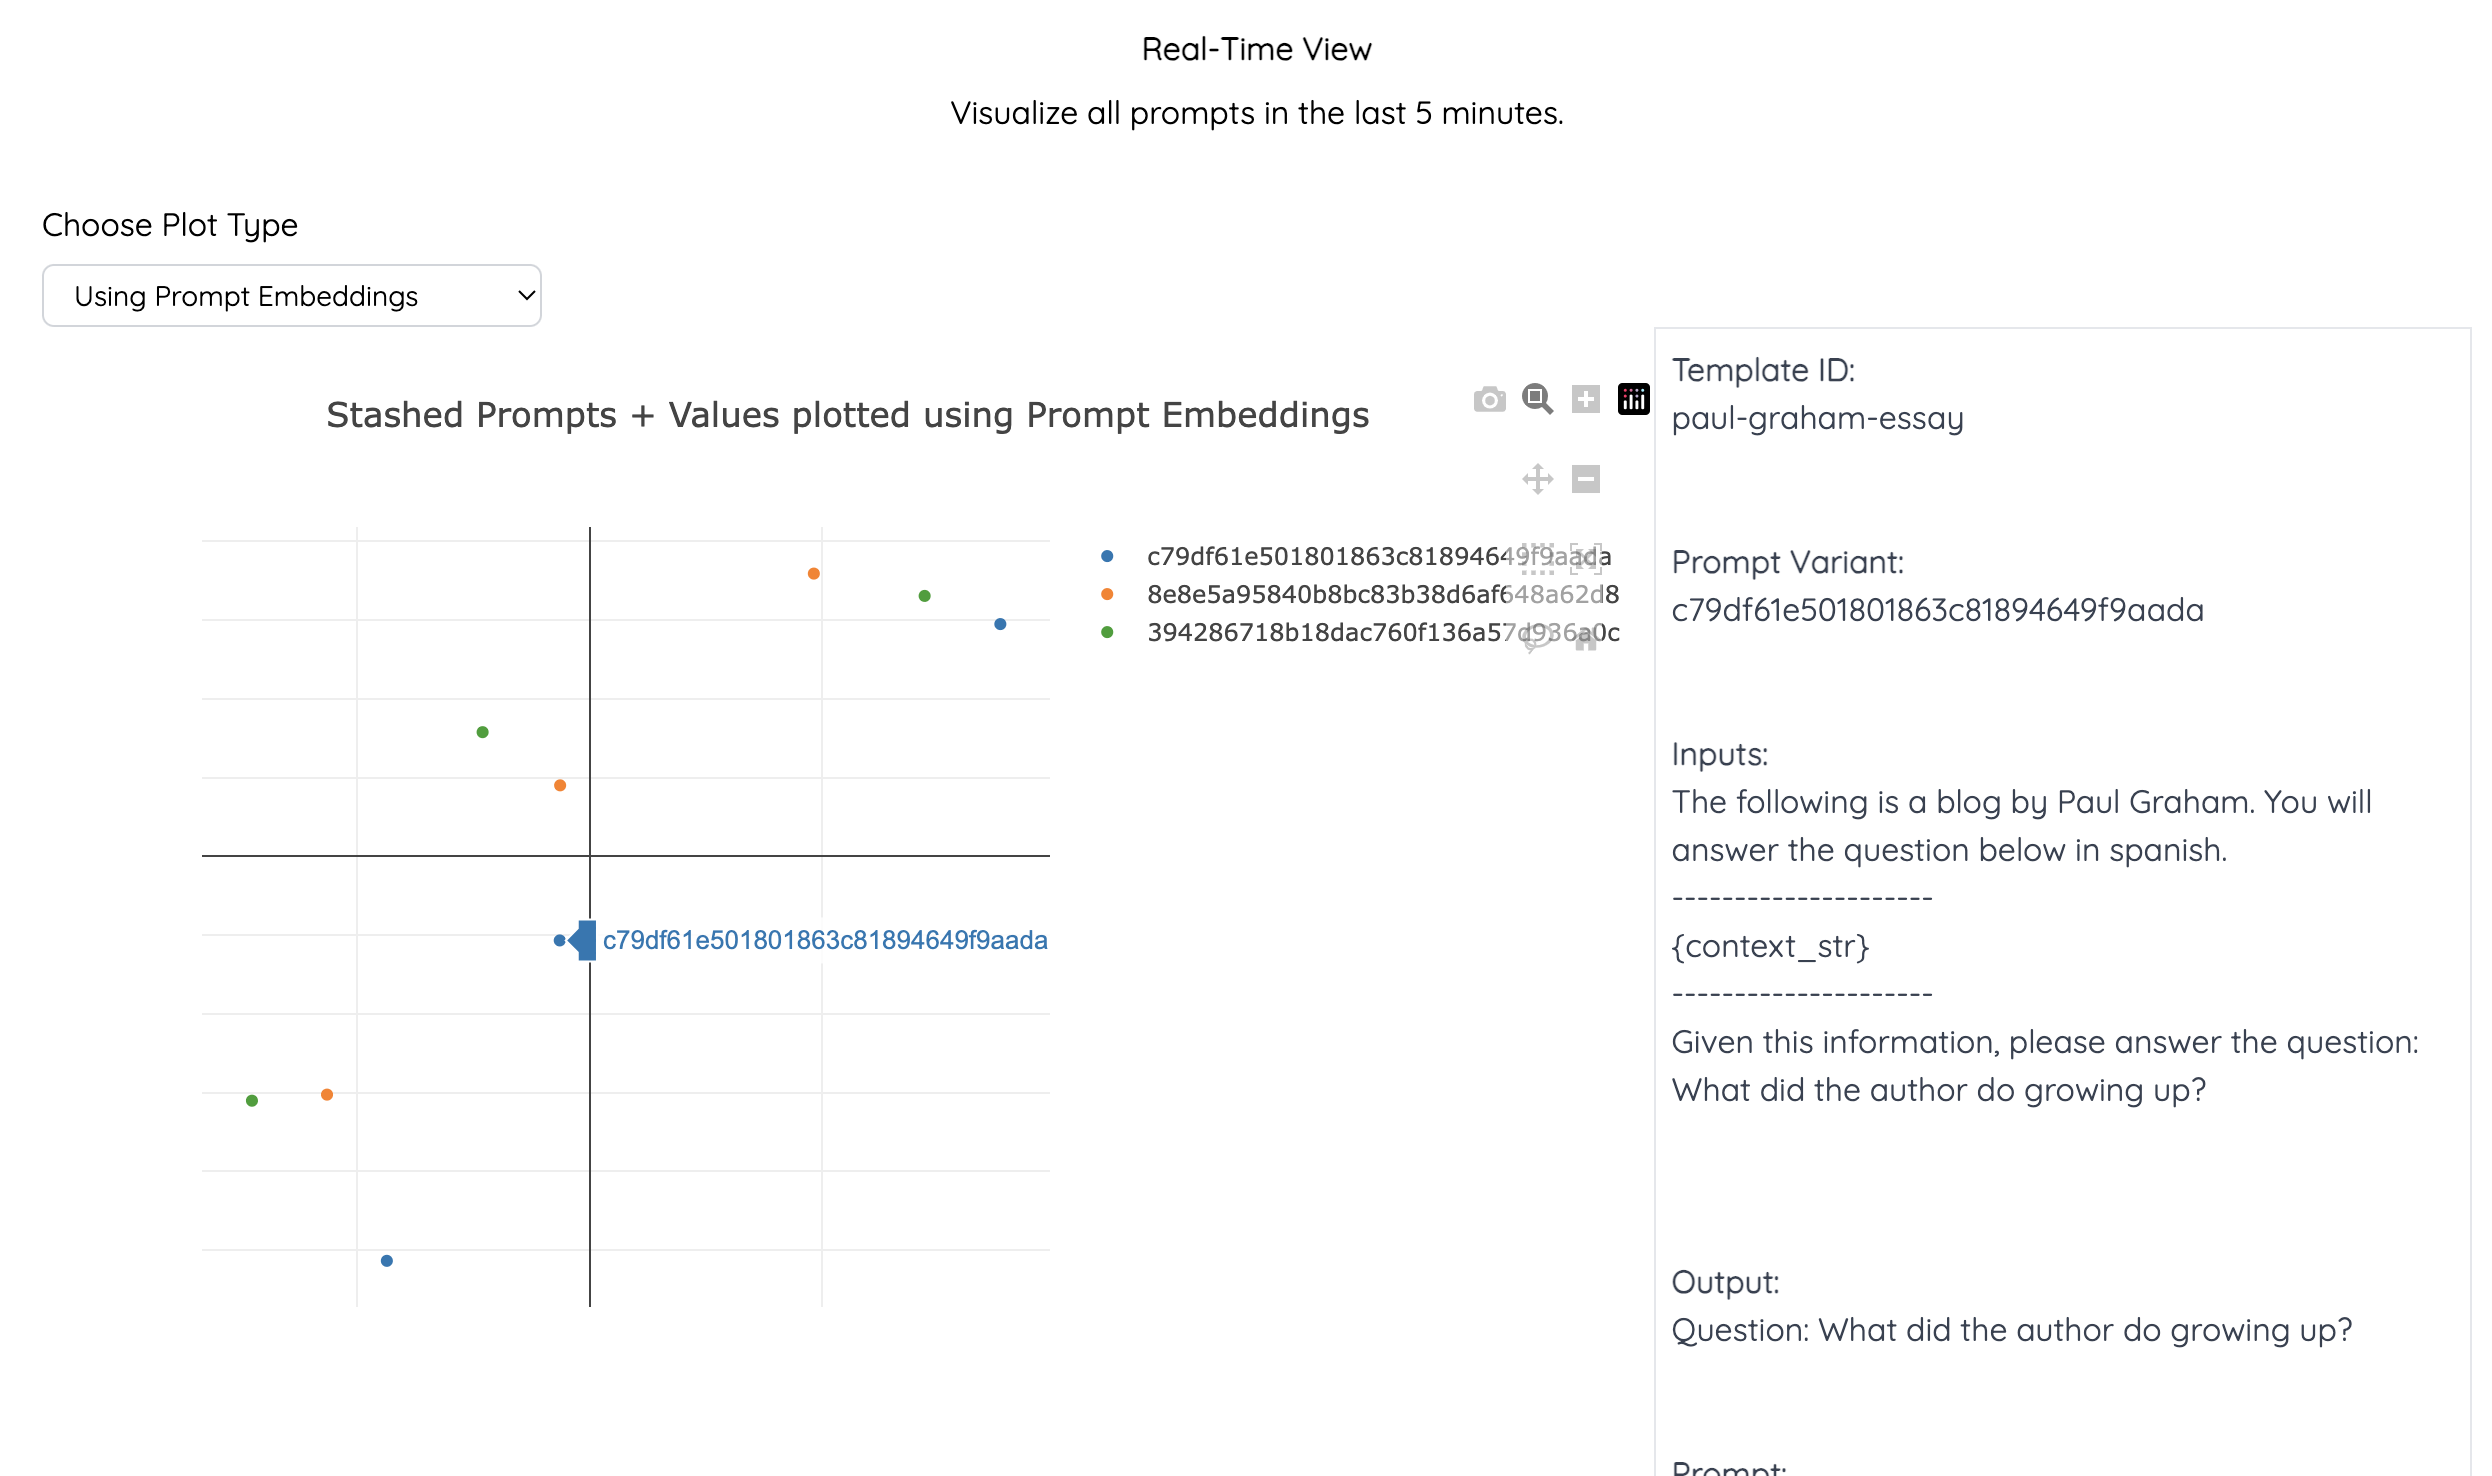 Real-Time View
Visualize all prompts in the last 5 minutes.
Choose Plot Type
Using Prompt Embeddings
Stashed Prompts + Values plotted using Prompt Embeddings
c79df61e501801863c81894649f9aada
8e8e5a95840b8bc83b38d6af648a62d8
394286718b18dac760f136a57d936a0c
c79df61e501801863c81894649f9aada
Template ID:
paul-graham-essay
Prompt Variant:
c79df61e501801863c81894649f9aada
Inputs:
The following is a blog by Paul Graham. You will
answer the question below in spanish.
---------------------
{context_str}
---------------------
Given this information, please answer the question:
What did the author do growing up?
Output:
Question: What did the author do growing up?
Prompt: